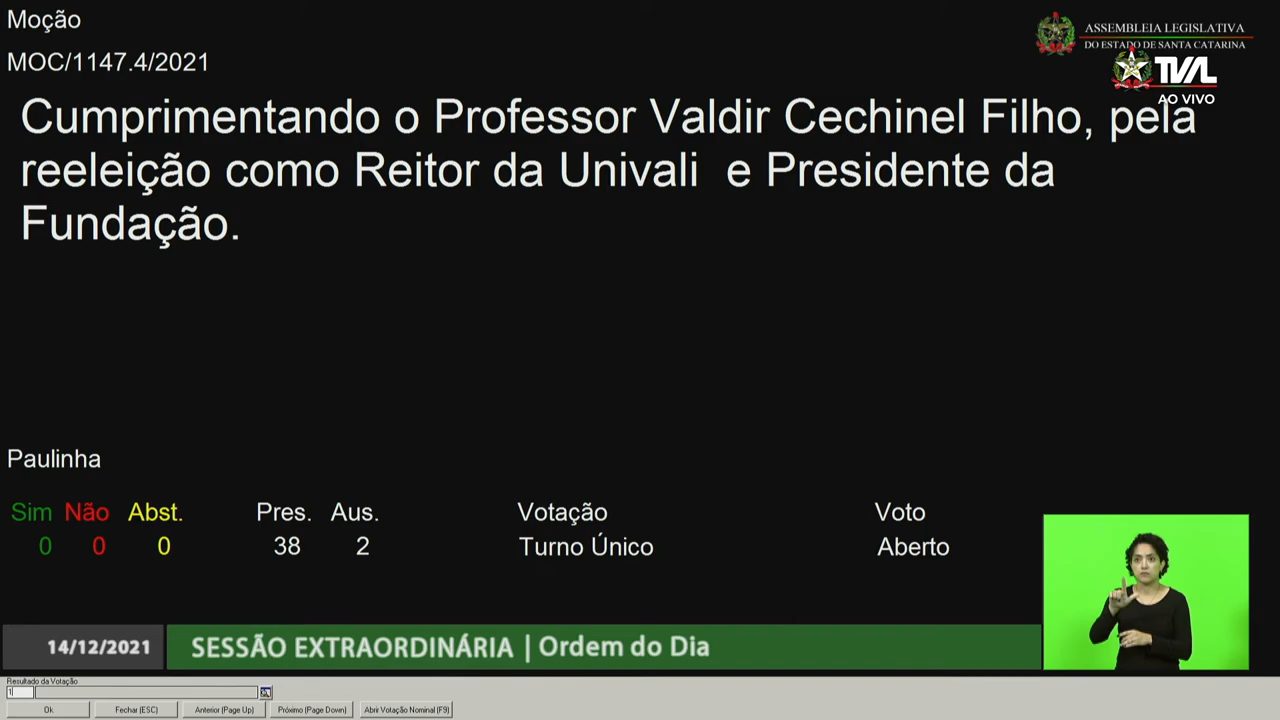 Moção
ASSEMBLEIA LEGISLATIVA
DO ESTADO DE SANTA CATARINA
MOC/1147.4/2021
TVAL
AO VIVO
Cumprimentando o Professor Valdir Cechinel Filho, pela
reeleição como Reitor da Univali e Presidente da
Fundação.
Paulinha
Sim Não Abst. Pres. Aus. Votação Voto
0 0 0 38 2 Turno Único Aberto
14/12/2021 SESSÃO EXTRAORDINÁRIA | Ordem do Dia
Resultado da Votação
1
Ok Fechar (ESC) Anterior (Page Up) Próximo (Page Down) Abrir Votação Nominal (F9)